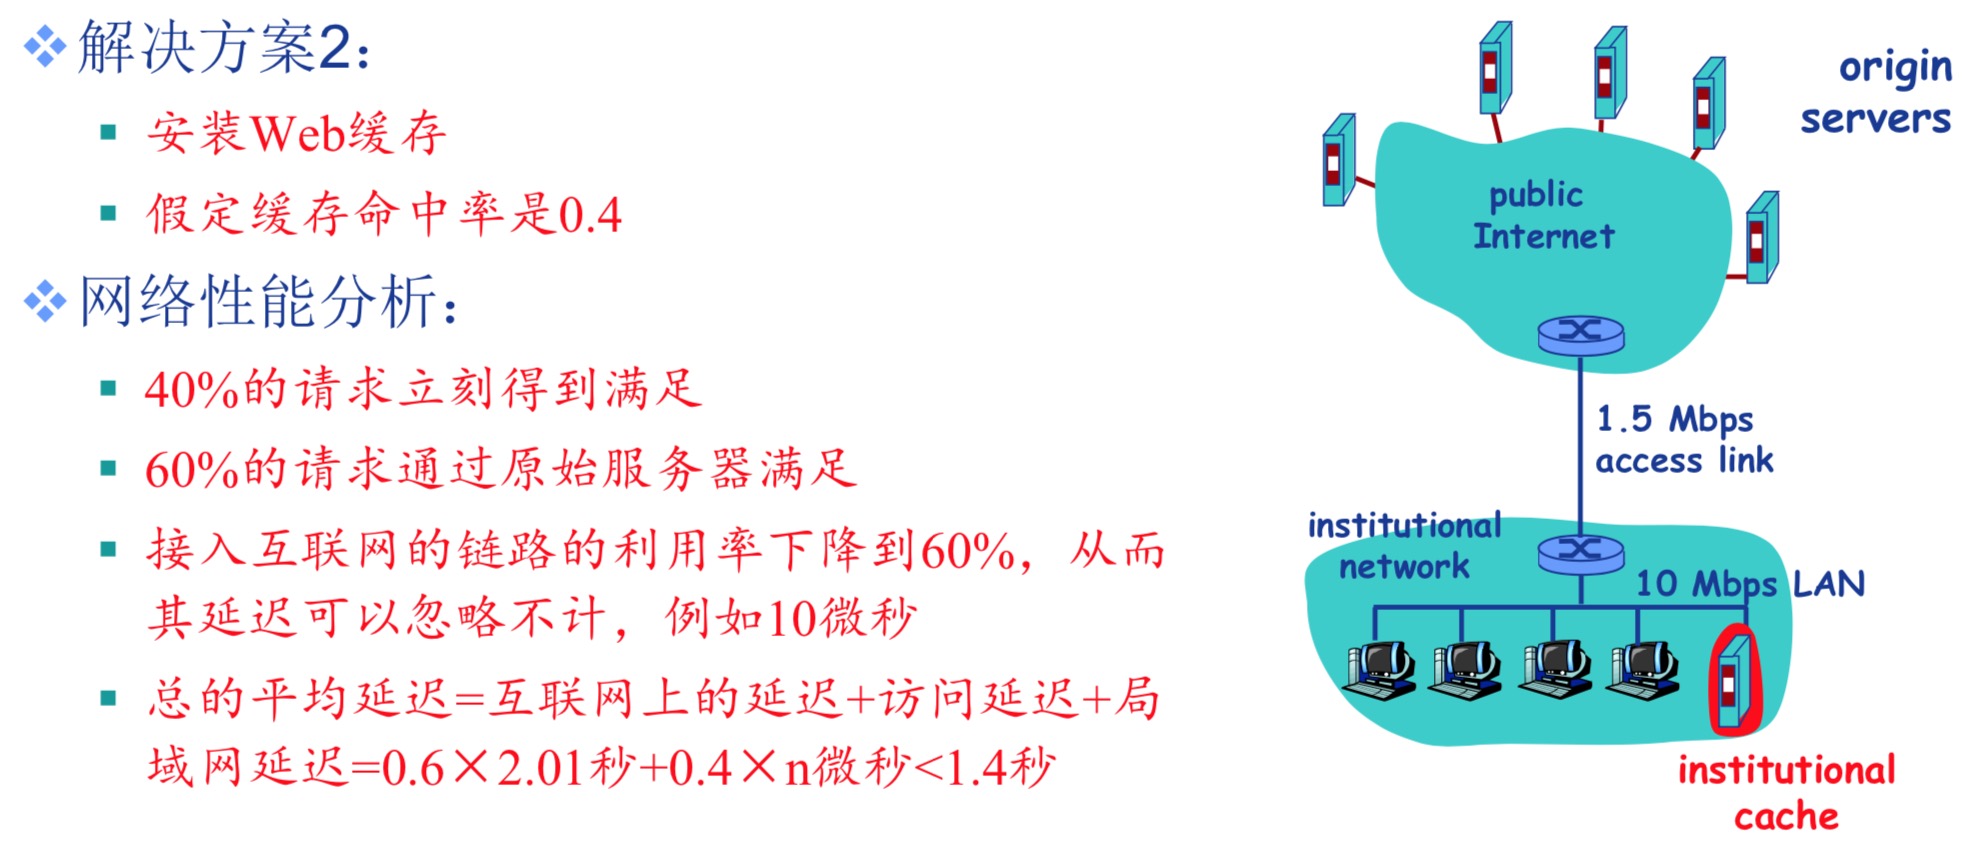 解决方案2:
安装Web缓存
假定缓存命中率是0.4
网络性能分析:
40%的请求立刻得到满足
60%的请求通过原始服务器满足
接入互联网的链路的利用率下降到60%，从而
其延迟可以忽略不计，例如10微秒
总的平均延迟=互联网上的延迟+访问延迟+局
域网延迟=0.6×2.01秒+0.4×n微秒<1.4秒
origin
servers
public
Internet
1.5 Mbps
access link
institutional
network
10 Mbps LAN
institutional
cache